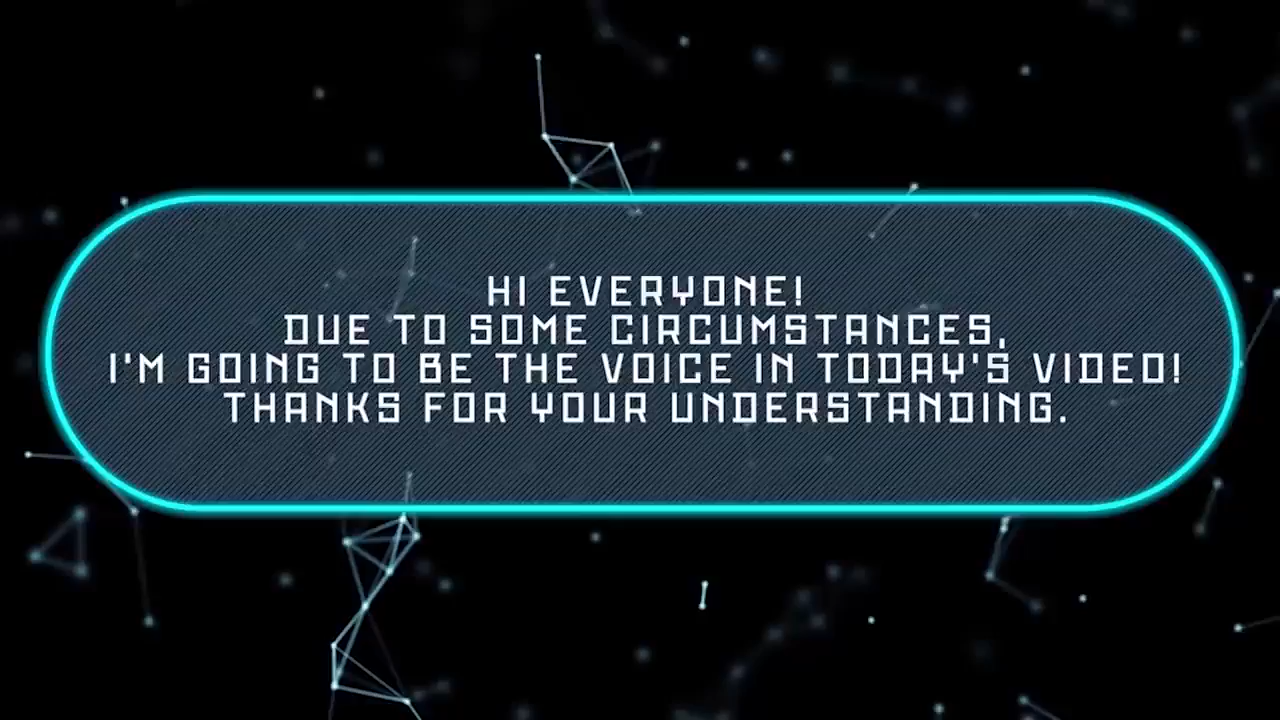 HI EVERYONE!
DUE TO SOME CIRCUMSTANCES,
I'M GOING TO BE THE VOICE IN TODAY'S VIDEO!
THANKS FOR YOUR UNDERSTANDING.